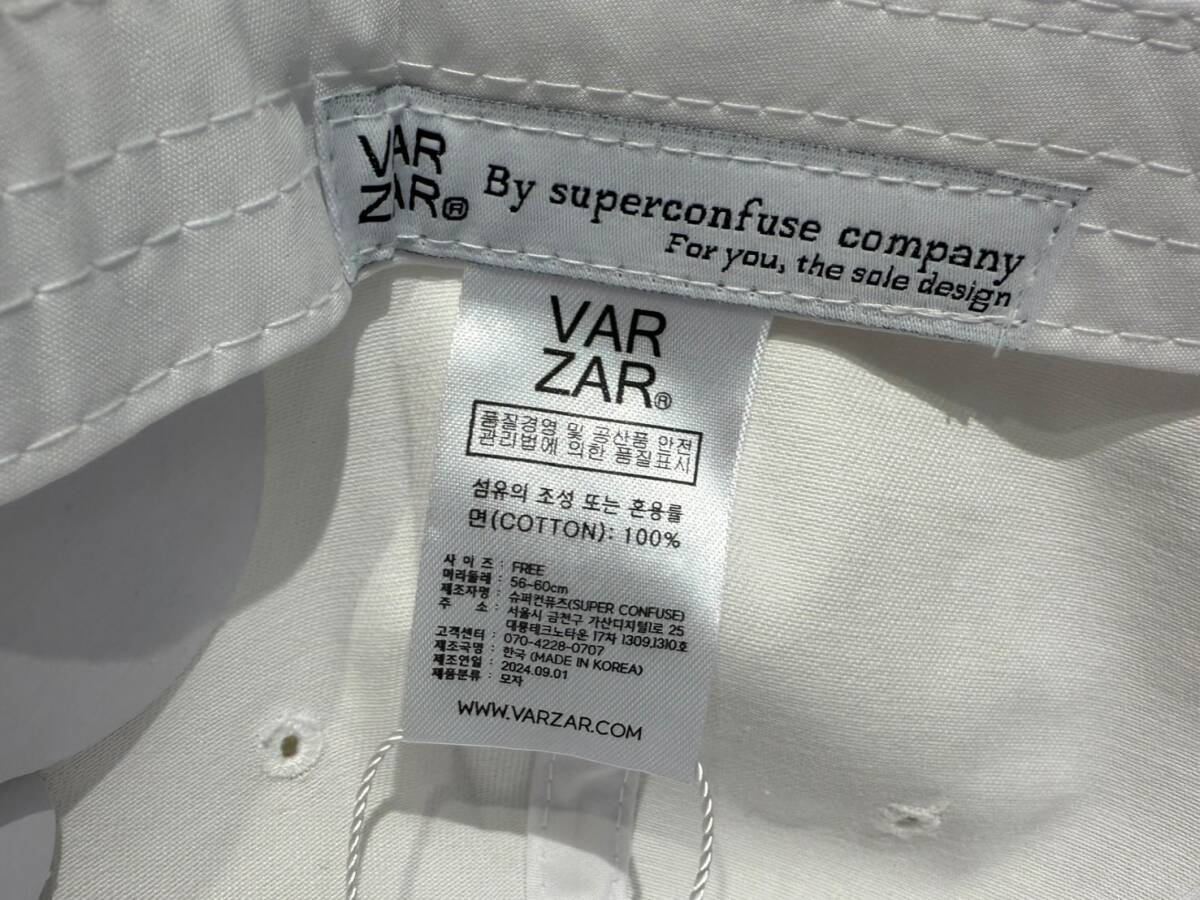 VAR
ZAR®
By superconfuse company
For you, the sole design
VAR
ZAR®
품질경영 및 공산품 안전
관리법에 의한 품질표시
섬유의 조성 또는 혼용률
면(COTTON): 100%
사 이 즈 : FREE
머리둘레 : 56-60cm
제조자명 : 슈퍼컨퓨즈(SUPER CONFUSE)
주 소 : 서울시 금천구 가산디지털1로 25
대륭테크노타운 17차 1309,1310호
고객센터 : 070-4228-0707
제조국명 : 한국 (MADE IN KOREA)
제조연일 : 2024.09.01
제품분류 : 모자
WWW.VARZAR.COM